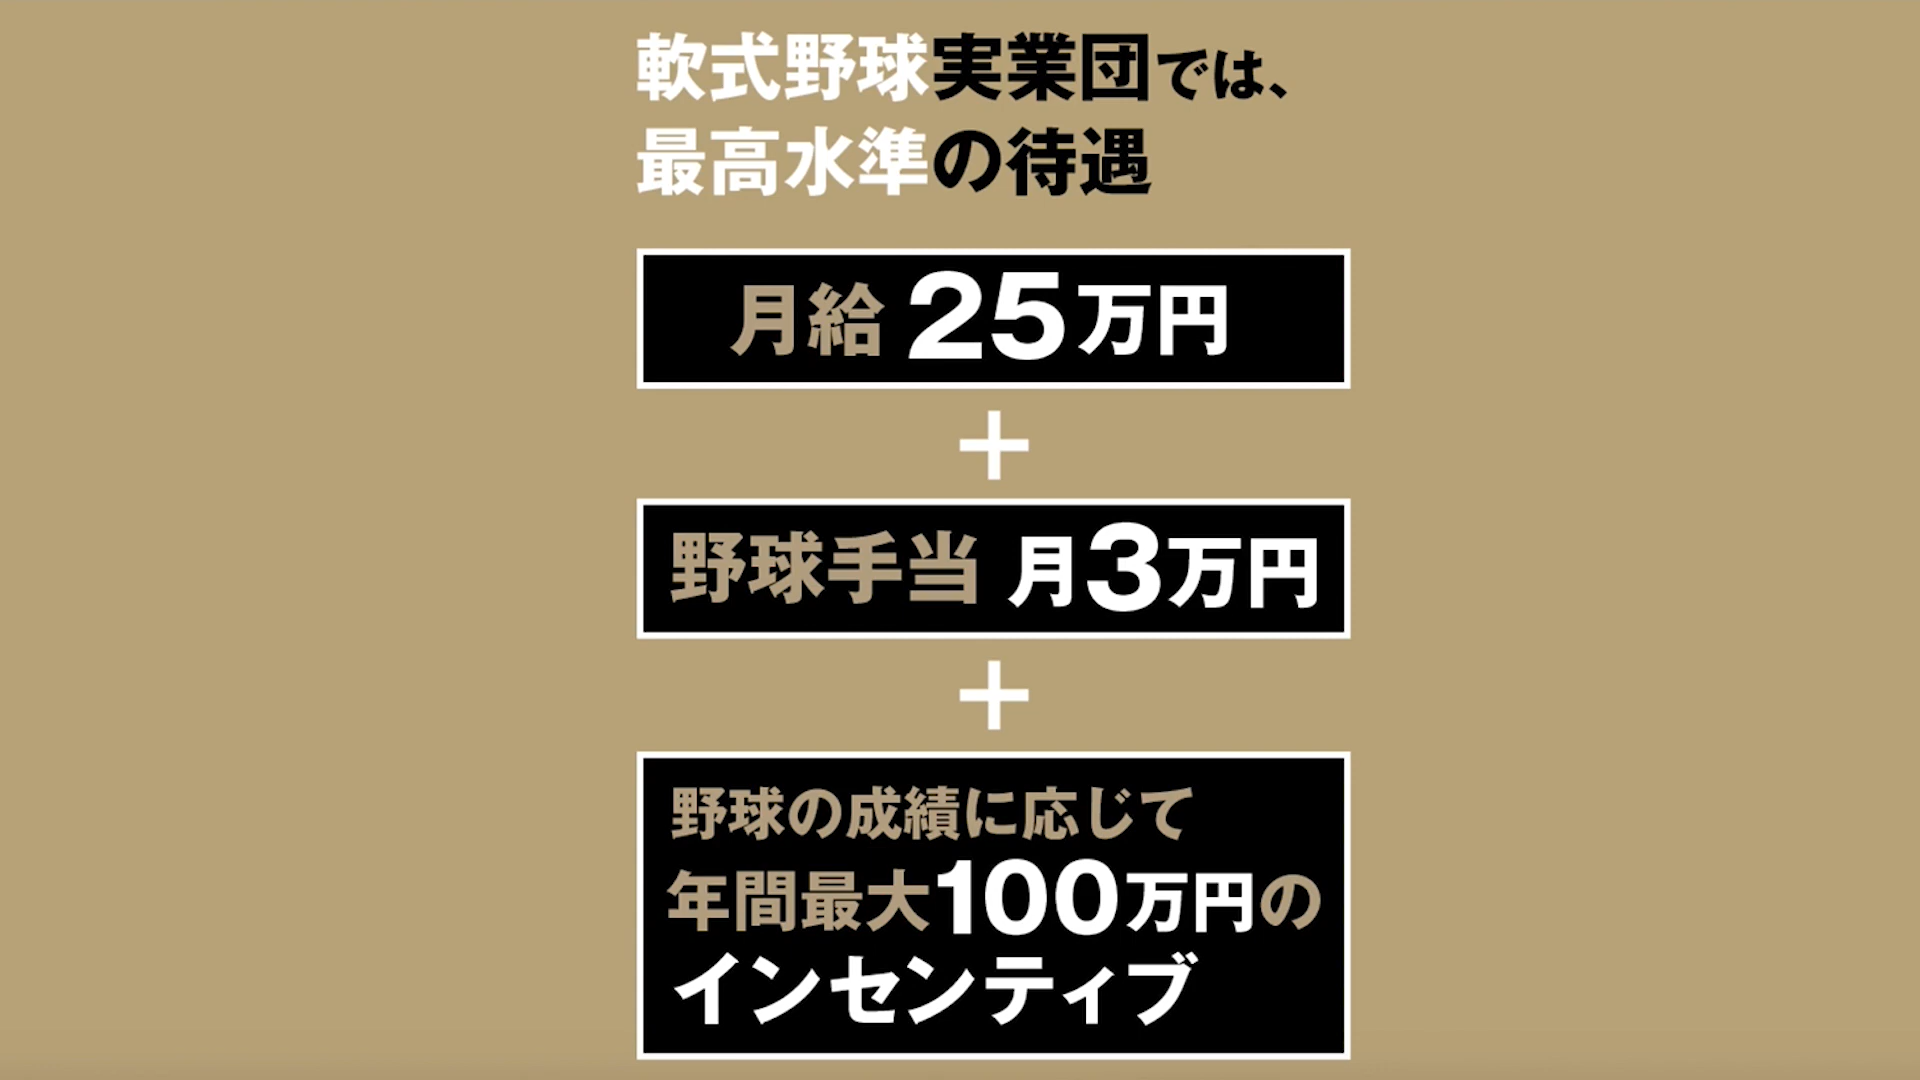 軟式野球実業団では、
最高水準の待遇
月給 25万円
＋
野球手当 月3万円
＋
野球の成績に応じて
年間最大100万円の
インセンティブ